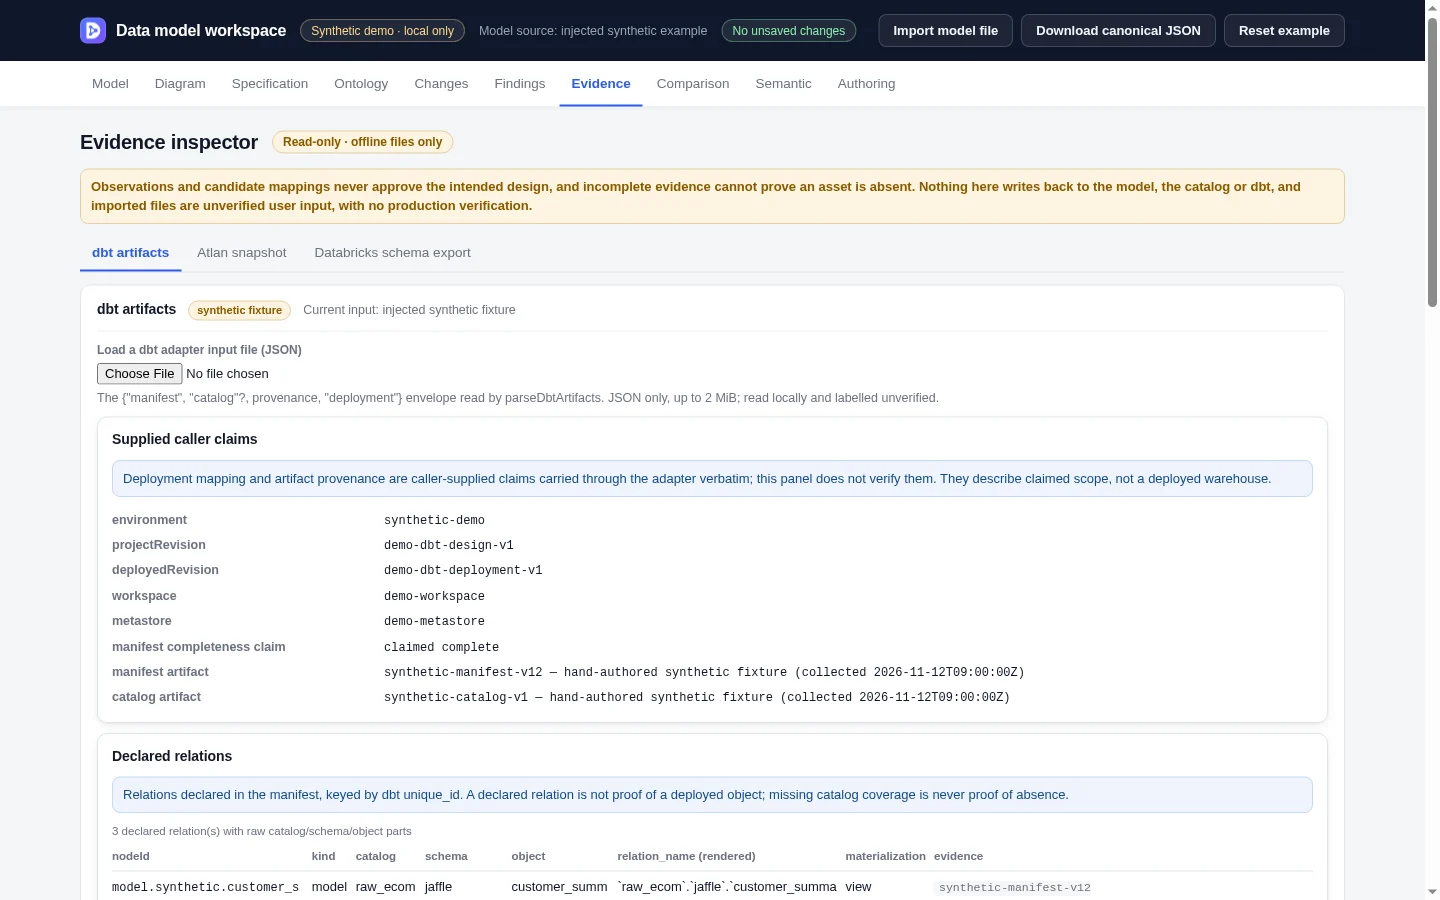 Data model workspace
Synthetic demo · local only
Model source: injected synthetic example
No unsaved changes
Import model file
Download canonical JSON
Reset example
Model
Diagram
Specification
Ontology
Changes
Findings
Evidence
Comparison
Semantic
Authoring
Evidence inspector
Read-only · offline files only
Observations and candidate mappings never approve the intended design, and incomplete evidence cannot prove an asset is absent. Nothing here writes back to the model, the catalog or dbt, and
imported files are unverified user input, with no production verification.
dbt artifacts
Atlan snapshot
Databricks schema export
dbt artifacts
synthetic fixture
Current input: injected synthetic fixture
Load a dbt adapter input file (JSON)
Choose File No file chosen
The {"manifest", "catalog"?, provenance, "deployment"} envelope read by parseDbtArtifacts. JSON only, up to 2 MiB; read locally and labelled unverified.
Supplied caller claims
Deployment mapping and artifact provenance are caller-supplied claims carried through the adapter verbatim; this panel does not verify them. They describe claimed scope, not a deployed warehouse.
environment synthetic-demo
projectRevision demo-dbt-design-v1
deployedRevision demo-dbt-deployment-v1
workspace demo-workspace
metastore demo-metastore
manifest completeness claim claimed complete
manifest artifact synthetic-manifest-v12 — hand-authored synthetic fixture (collected 2026-11-12T09:00:00Z)
catalog artifact synthetic-catalog-v1 — hand-authored synthetic fixture (collected 2026-11-12T09:00:00Z)
Declared relations
Relations declared in the manifest, keyed by dbt unique_id. A declared relation is not proof of a deployed object; missing catalog coverage is never proof of absence.
3 declared relation(s) with raw catalog/schema/object parts
nodeId kind catalog schema object relation_name (rendered) materialization evidence
model.synthetic.customer_s model raw_ecom jaffle customer_summ `raw_ecom`.`jaffle`.`customer_summa view synthetic-manifest-v12